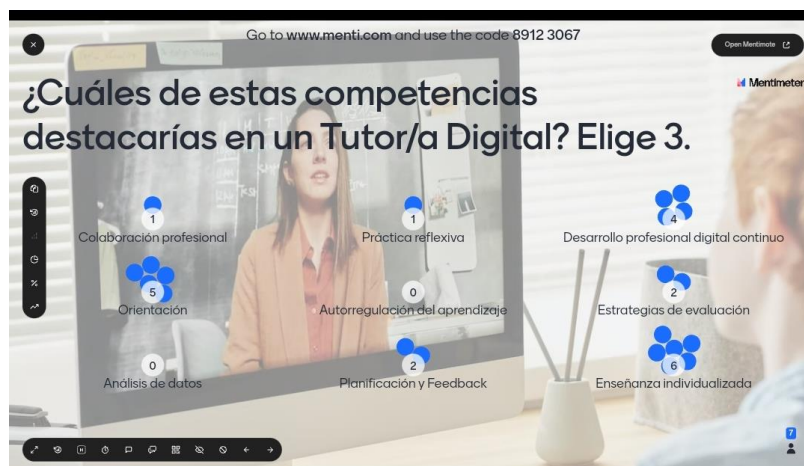 Go to www.menti.com and use the code 8912 3067
Open Mentimote
Mentimeter
¿Cuáles de estas competencias
destacarías en un Tutor/a Digital? Elige 3.
1
Colaboración profesional
1
Práctica reflexiva
4
Desarrollo profesional digital continuo
5
Orientación
0
Autorregulación del aprendizaje
2
Estrategias de evaluación
0
Análisis de datos
2
Planificación y Feedback
6
Enseñanza individualizada
7